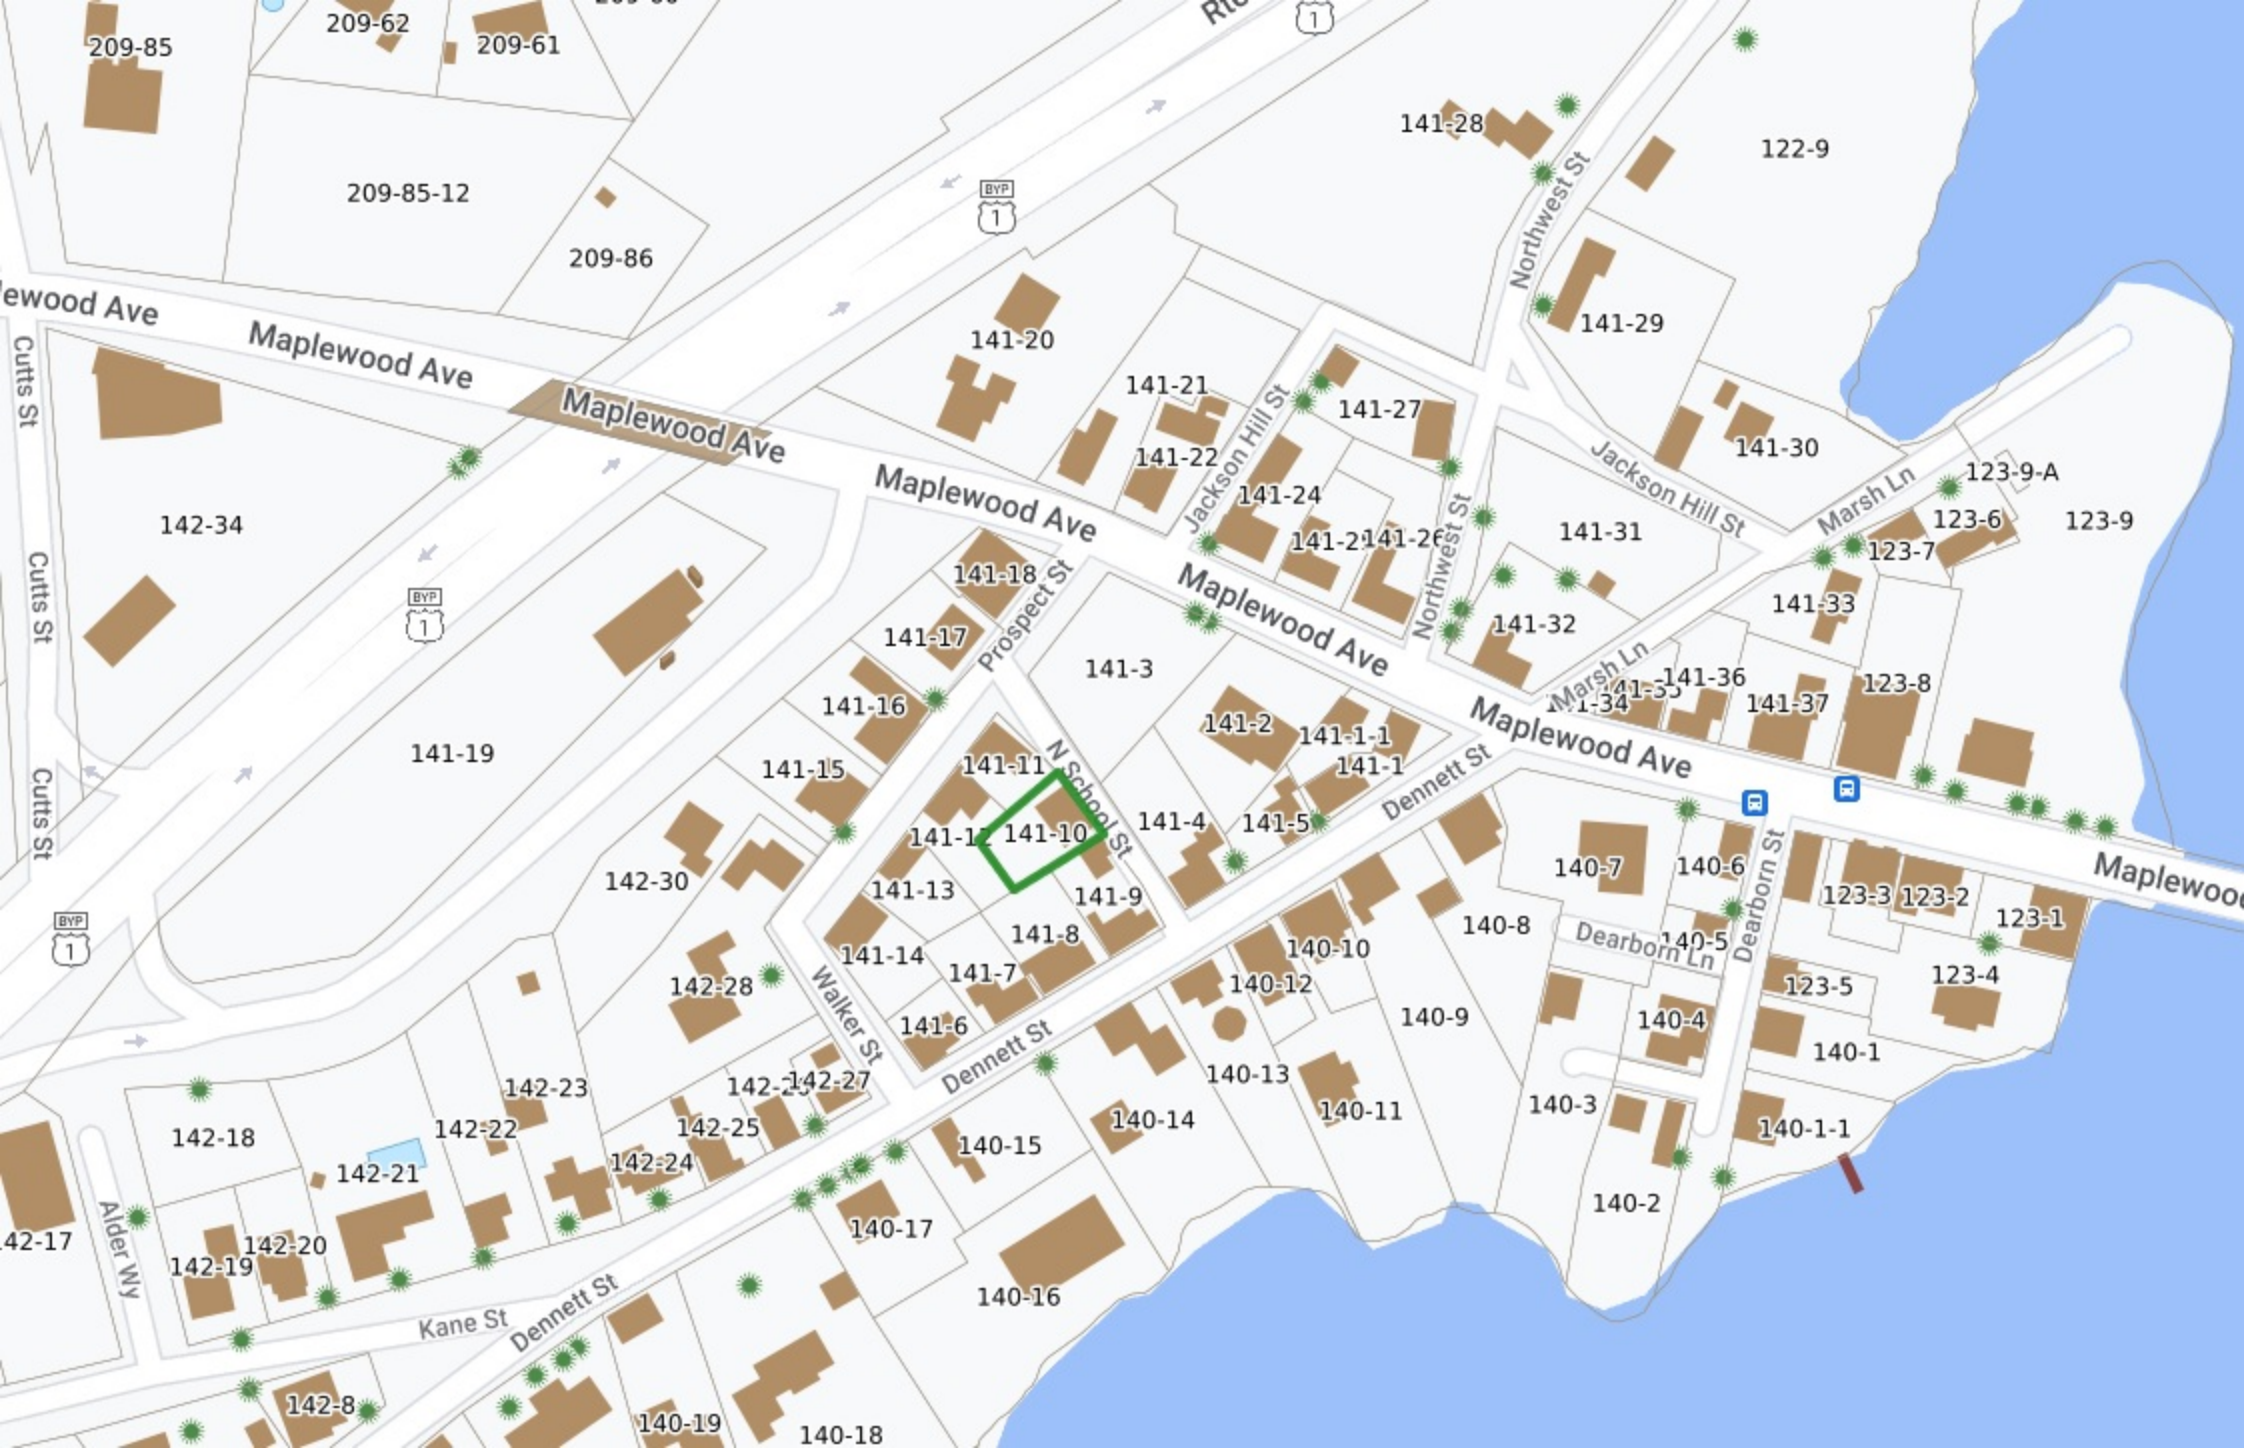 209-62
209-85
209-61
1
Maplewood Ave
209-85-12
BYP
1
209-86
141-28
122-9
Northwest St
141-29
Cutts St
Maplewood Ave
Maplewood Ave
141-20
141-21
141-22
Jackson Hill St
141-27
141-24
141-26
Northwest St
Jackson Hill St
141-30
Marsh Ln
123-9-A
123-6
123-9
123-7
142-34
Maplewood Ave
141-31
Cutts St
BYP
1
141-18
141-17
Prospect St
Maplewood Ave
141-32
141-33
141-3
141-16
141-2
141-1-1
141-1
Marsh Ln
141-36
141-37
123-8
141-19
141-15
141-11
N School St
Dennett St
Maplewood Ave
Cutts St
141-10
141-4
141-5
140-7
140-6
Dearborn St
123-3
123-2
Maplewood
142-30
141-13
141-9
BYP
1
141-14
141-8
140-10
140-8
Dearborn Ln
140-5
123-1
142-28
141-7
140-12
123-4
123-5
Walker St
141-6
Dennett St
140-9
140-4
140-1
142-23
142-27
140-13
140-11
140-3
140-1-1
142-18
142-22
142-25
142-24
142-21
140-15
140-14
140-2
142-17
Alder Wy
142-19
142-20
140-17
140-16
Kane St
Dennett St
142-8
140-19
140-18